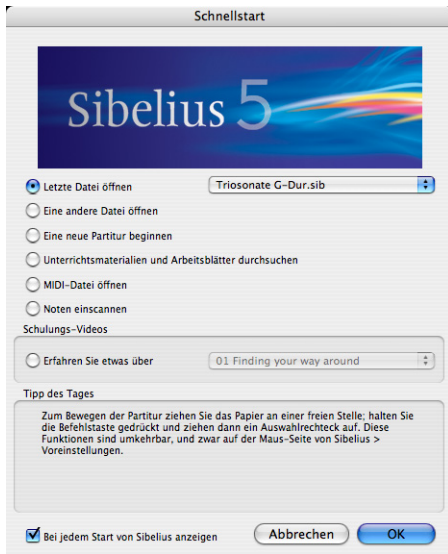 Schnellstart
Sibelius 5
Letzte Datei öffnen
Triosonate G-Dur.sib
Eine andere Datei öffnen
Eine neue Partitur beginnen
Unterrichtsmaterialien und Arbeitsblätter durchsuchen
MIDI-Datei öffnen
Noten einscannen
Schulungs-Videos
Erfahren Sie etwas über
01 Finding your way around
Tipp des Tages
Zum Bewegen der Partitur ziehen Sie das Papier an einer freien Stelle; halten Sie
die Befehlstaste gedrückt und ziehen dann ein Auswahlrechteck auf. Diese
Funktionen sind umkehrbar, und zwar auf der Maus-Seite von Sibelius >
Voreinstellungen.
Bei jedem Start von Sibelius anzeigen
Abbrechen
OK